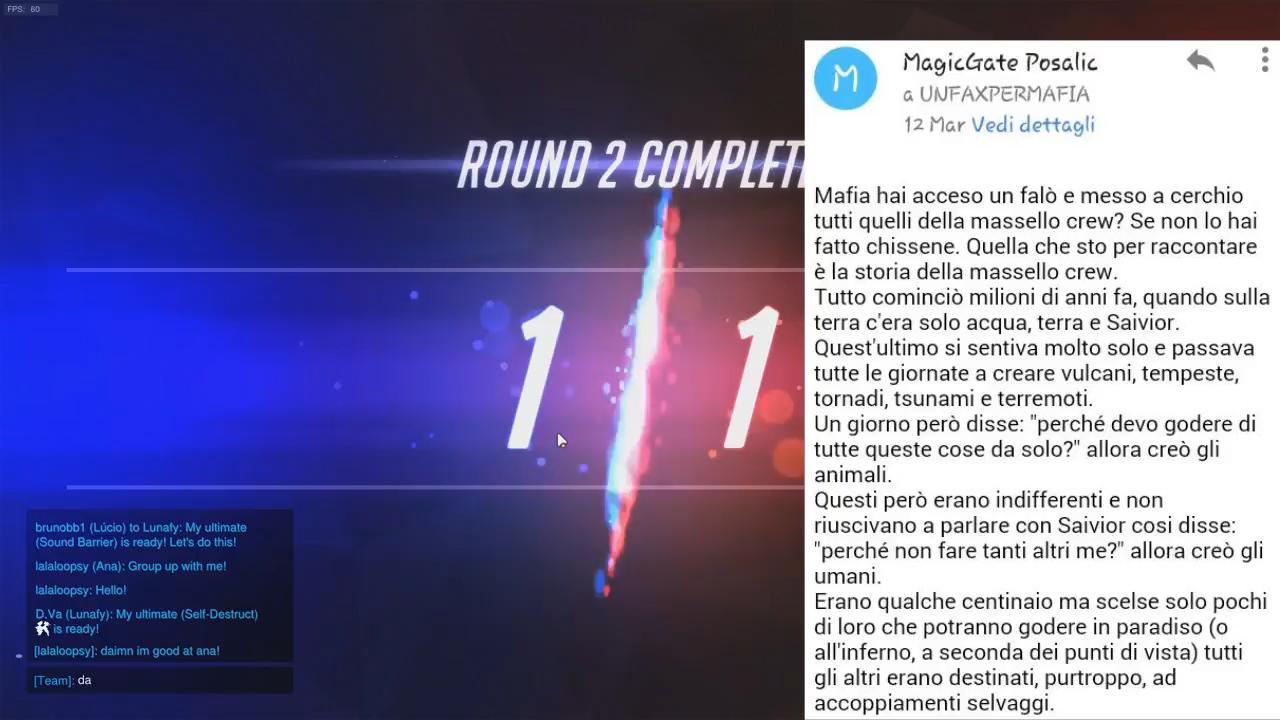 FPS: 60
ROUND 2 COMPLET
1 1
brunobb1 (Lúcio) to Lunafy: My ultimate
(Sound Barrier) is ready! Let's do this!
lalaloopsy (Ana): Group up with me!
lalaloopsy: Hello!
D.Va (Lunafy): My ultimate (Self-Destruct)
is ready!
[lalaloopsy]: daimn im good at ana!
[Team]: da
M
MagicGate Posalic
a UNFAXPERMAFIA
12 Mar Vedi dettagli
Mafia hai acceso un falò e messo a cerchio
tutti quelli della massello crew? Se non lo hai
fatto chissene. Quella che sto per raccontare
è la storia della massello crew.
Tutto cominciò milioni di anni fa, quando sulla
terra c'era solo acqua, terra e Saivior.
Quest'ultimo si sentiva molto solo e passava
tutte le giornate a creare vulcani, tempeste,
tornadi, tsunami e terremoti.
Un giorno però disse: "perché devo godere di
tutte queste cose da solo?" allora creò gli
animali.
Questi però erano indifferenti e non
riuscivano a parlare con Saivior cosi disse:
"perché non fare tanti altri me?" allora creò gli
umani.
Erano qualche centinaio ma scelse solo pochi
di loro che potranno godere in paradiso (o
all'inferno, a seconda dei punti di vista) tutti
gli altri erano destinati, purtroppo, ad
accoppiamenti selvaggi.